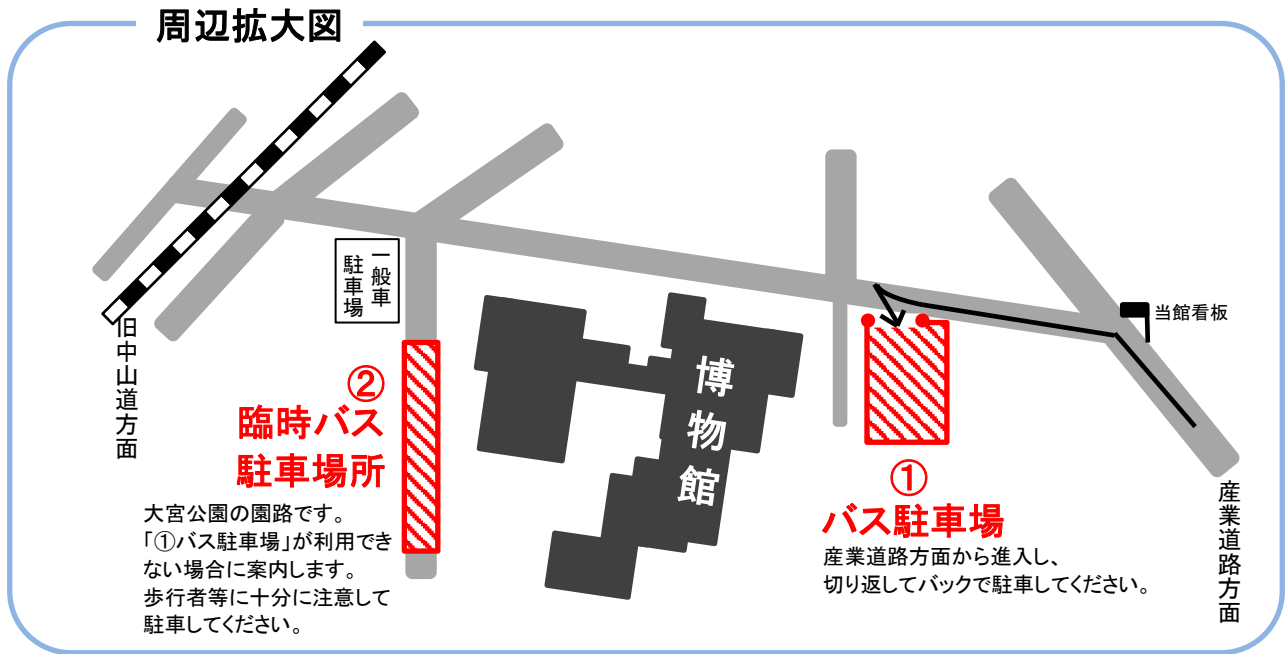 周辺拡大図
一般車
駐車場
旧中山道方面
②
臨時バス
駐車場所
大宮公園の園路です。
「①バス駐車場」が利用でき
ない場合に案内します。
歩行者等に十分に注意して
駐車してください。
博物館
当館看板
①
バス駐車場
産業道路方面から進入し、
切り返してバックで駐車してください。
産業道路方面